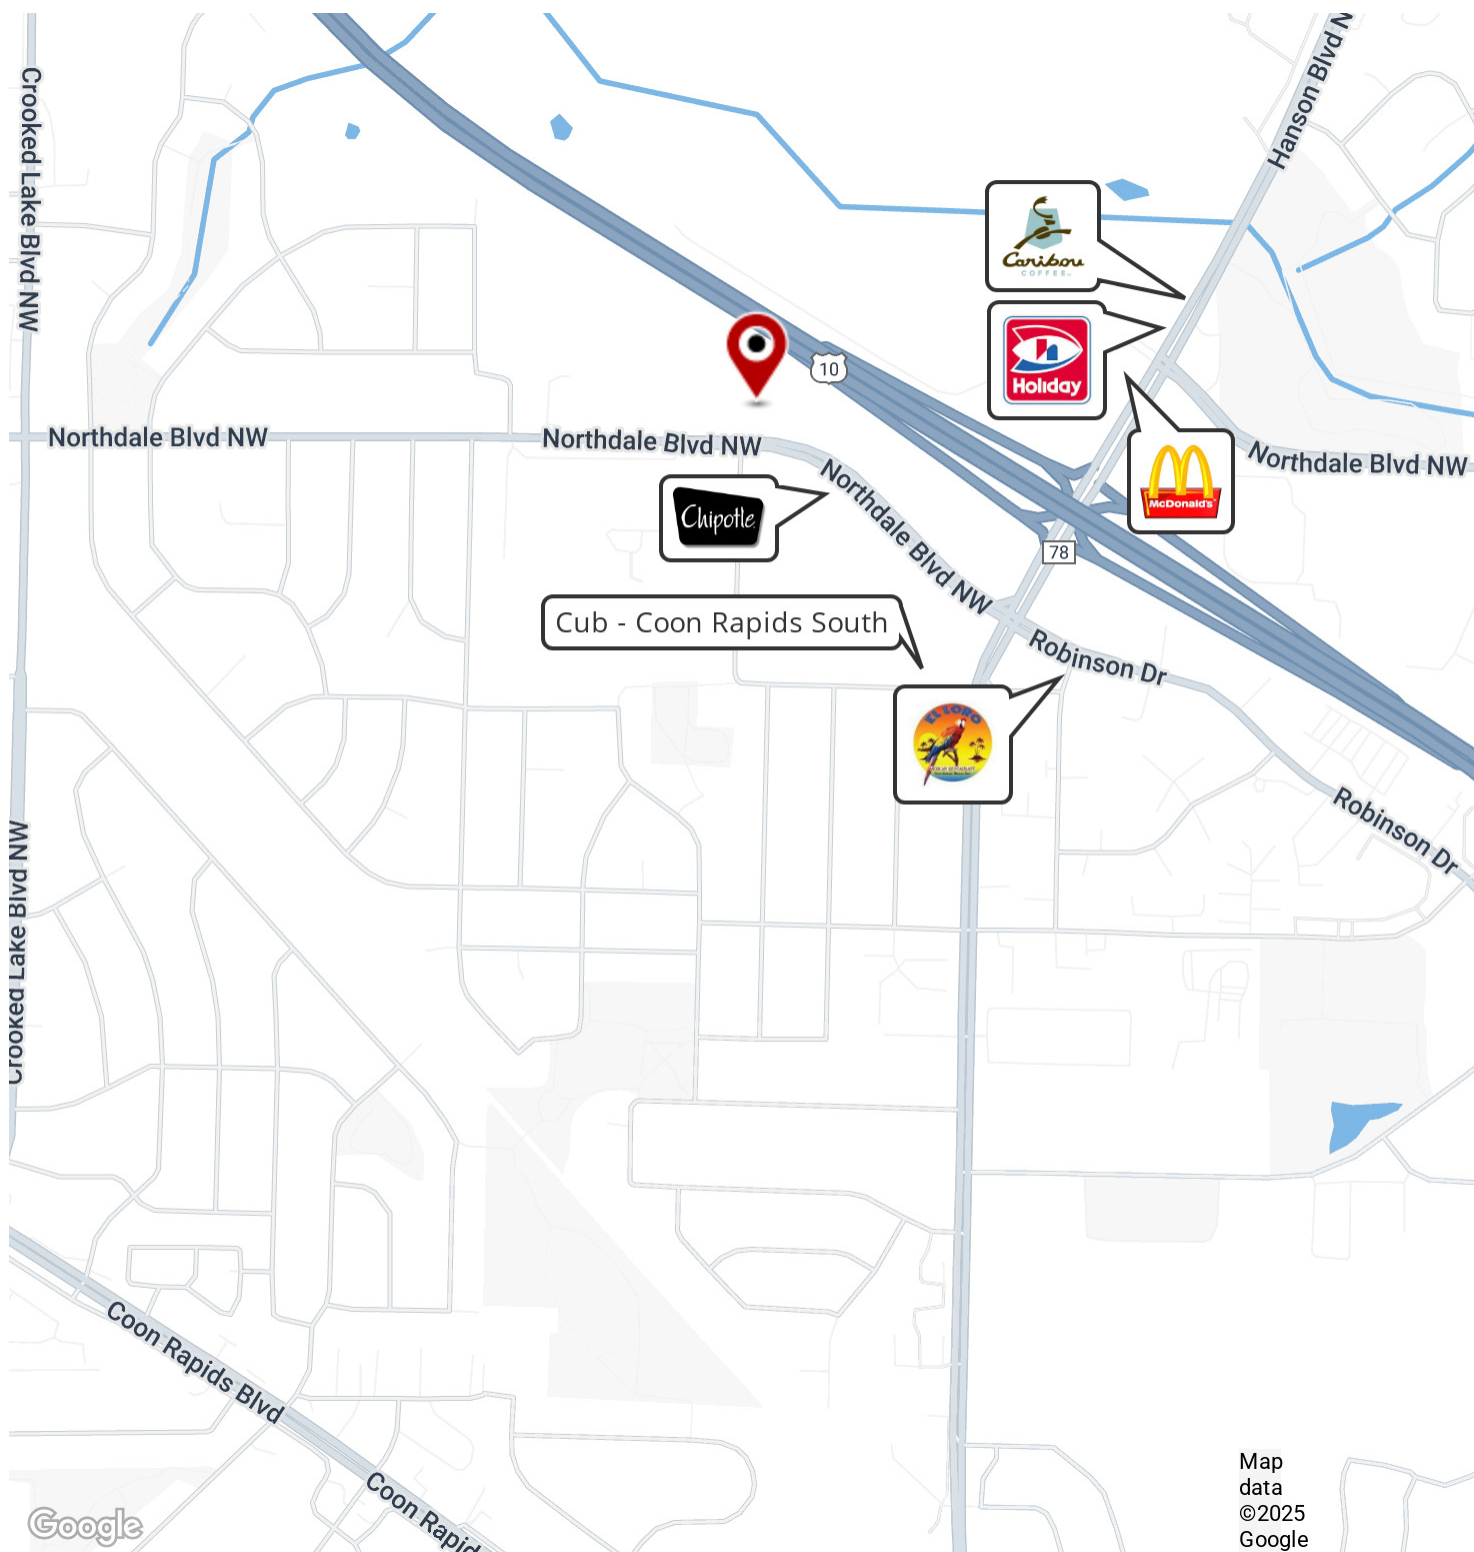 Crooked Lake Blvd NW
Hanson Blvd N
Caribou
COFFEE
10
Holiday
Northdale Blvd NW
Northdale Blvd NW
Northdale Blvd NW
McDonald's
Chipotle
Northdale Blvd NW
78
Cub - Coon Rapids South
Robinson Dr
EL LORO
Robinson Dr
Crooked Lake Blvd NW
Coon Rapids Blvd
Coon Rapid
Google
Map
data
©2025
Google